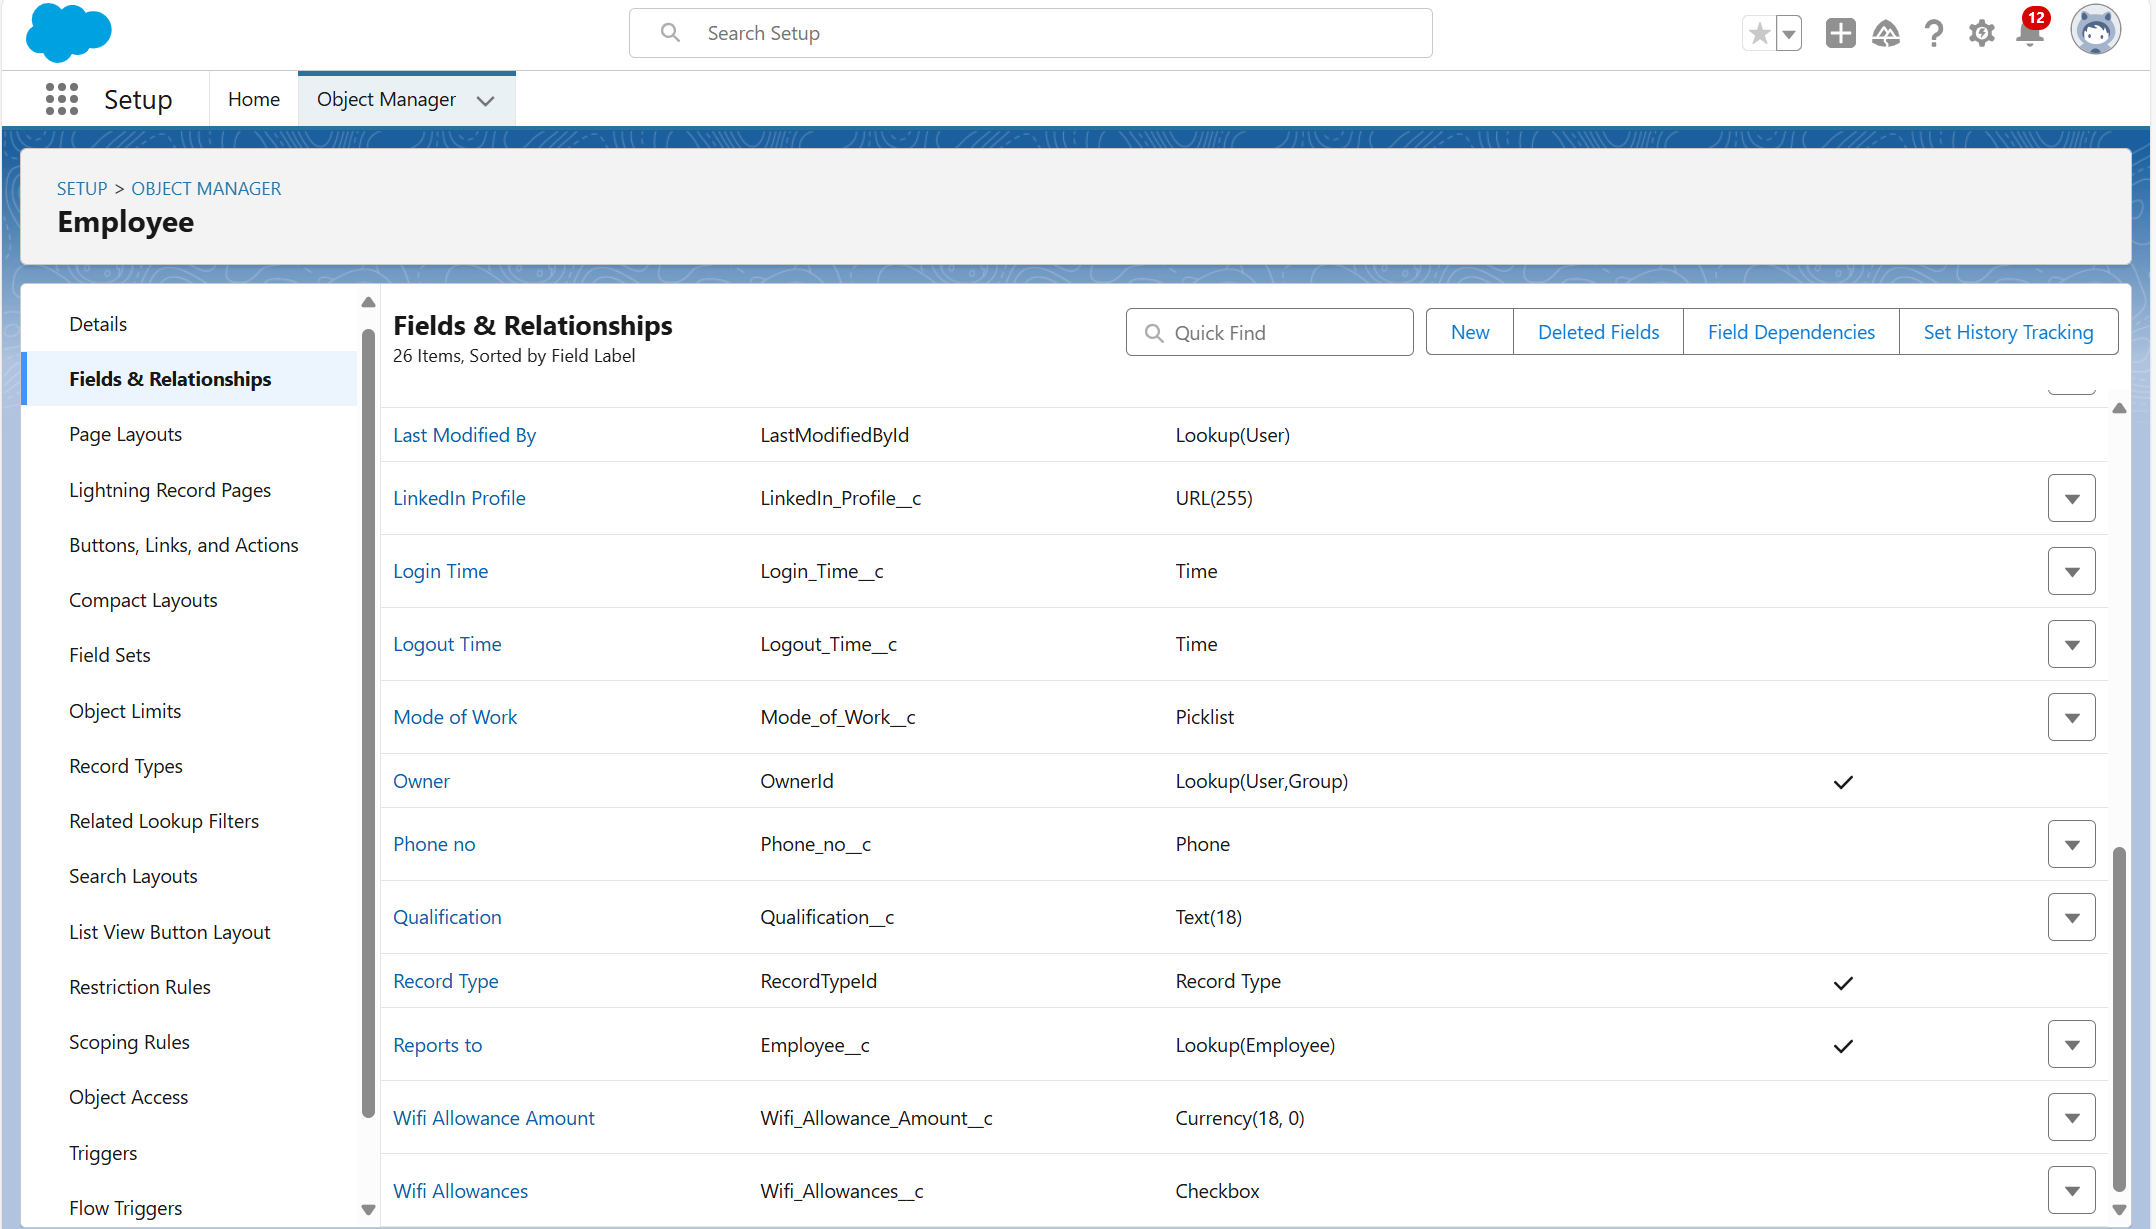 Search Setup
12
Setup
Home
Object Manager
SETUP > OBJECT MANAGER
Employee
Details
Fields & Relationships
Page Layouts
Lightning Record Pages
Buttons, Links, and Actions
Compact Layouts
Field Sets
Object Limits
Record Types
Related Lookup Filters
Search Layouts
List View Button Layout
Restriction Rules
Scoping Rules
Object Access
Triggers
Flow Triggers
Fields & Relationships
26 Items, Sorted by Field Label
Quick Find
New
Deleted Fields
Field Dependencies
Set History Tracking
Last Modified By LastModifiedById Lookup(User)
LinkedIn Profile LinkedIn_Profile__c URL(255)
Login Time Login_Time__c Time
Logout Time Logout_Time__c Time
Mode of Work Mode_of_Work__c Picklist
Owner OwnerId Lookup(User,Group)
Phone no Phone_no__c Phone
Qualification Qualification__c Text(18)
Record Type RecordTypeId Record Type
Reports to Employee__c Lookup(Employee)
Wifi Allowance Amount Wifi_Allowance_Amount__c Currency(18, 0)
Wifi Allowances Wifi_Allowances__c Checkbox